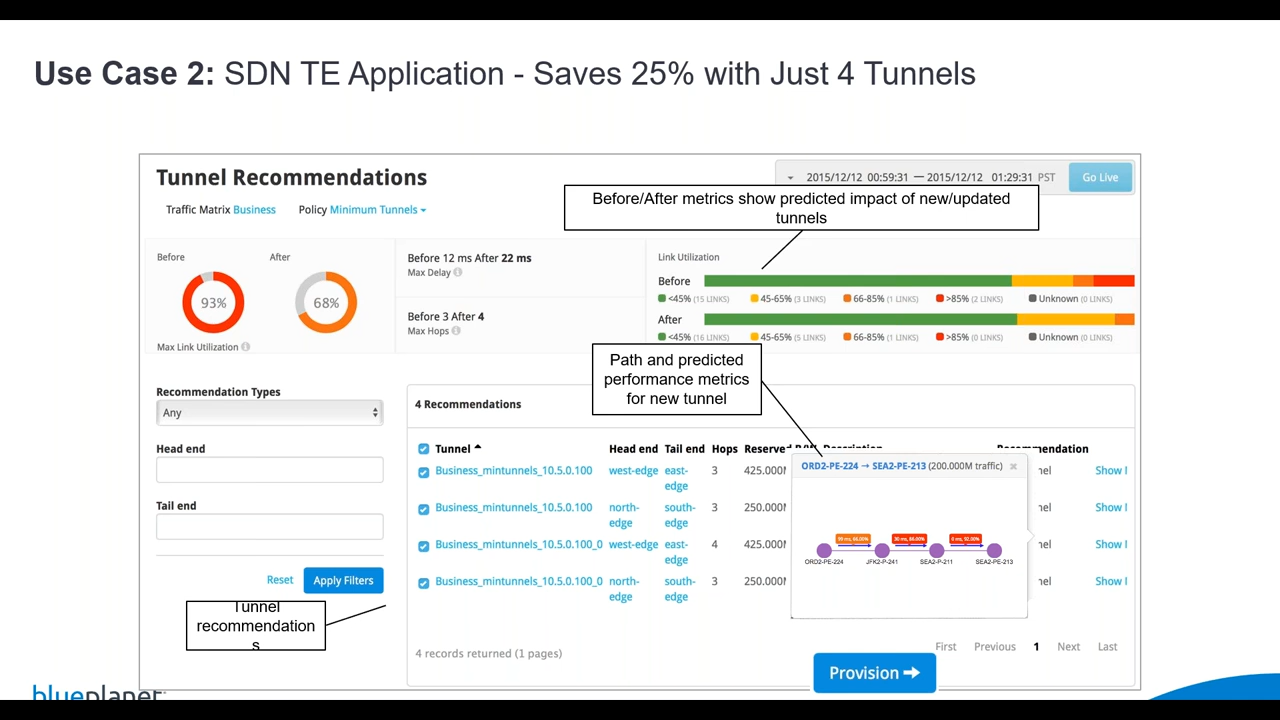 Use Case 2: SDN TE Application - Saves 25% with Just 4 Tunnels
Tunnel Recommendations
2015/12/12 00:59:31 — 2015/12/12 01:29:31 PST
Go Live
Traffic Matrix Business Policy Minimum Tunnels
Before/After metrics show predicted impact of new/updated
tunnels
Before
After
93%
68%
Max Link Utilization
Before 12 ms After 22 ms
Max Delay
Before 3 After 4
Max Hops
Link Utilization
Before
<45% (15 LINKS) 45-65% (3 LINKS) 66-85% (1 LINKS) >85% (2 LINKS) Unknown (0 LINKS)
After
<45% (16 LINKS) 45-65% (5 LINKS) 66-85% (1 LINKS) >85% (0 LINKS) Unknown (0 LINKS)
Path and predicted
performance metrics
for new tunnel
Recommendation Types
Any
Head end
Tail end
Reset
Apply Filters
Tunnel
recommendation
s
4 Recommendations
Tunnel Head end Tail end Hops Reserved B/W Description Recommendation
Business_mintunnels_10.5.0.100 west-edge east-
edge 3 425.000M nel Show I
Business_mintunnels_10.5.0.100 north-
edge south-
edge 3 250.000M nel Show I
Business_mintunnels_10.5.0.100_0 west-edge east-
edge 4 425.000M nel Show I
Business_mintunnels_10.5.0.100_0 north-
edge south-
edge 3 250.000M nel Show I
ORD2-PE-224 → SEA2-PE-213 (200.000M traffic)
ORD2-PE-224 JFK2-P-241 SEA2-P-211 SEA2-PE-213
4 records returned (1 pages)
First Previous 1 Next Last
Provision
blueplanet